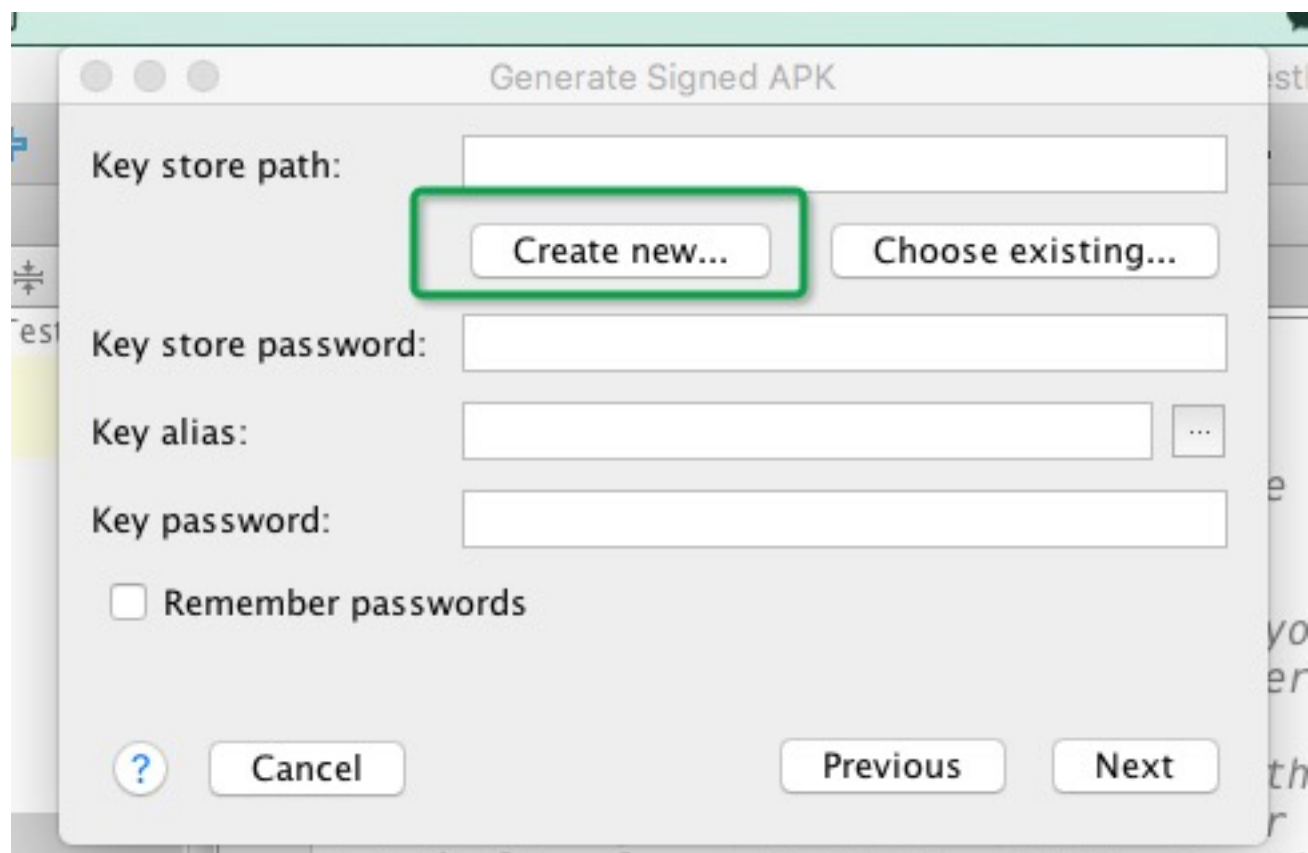 Generate Signed APK
Key store path:
Create new...
Choose existing...
Key store password:
Key alias:
...
Key password:
Remember passwords
?
Cancel
Previous
Next